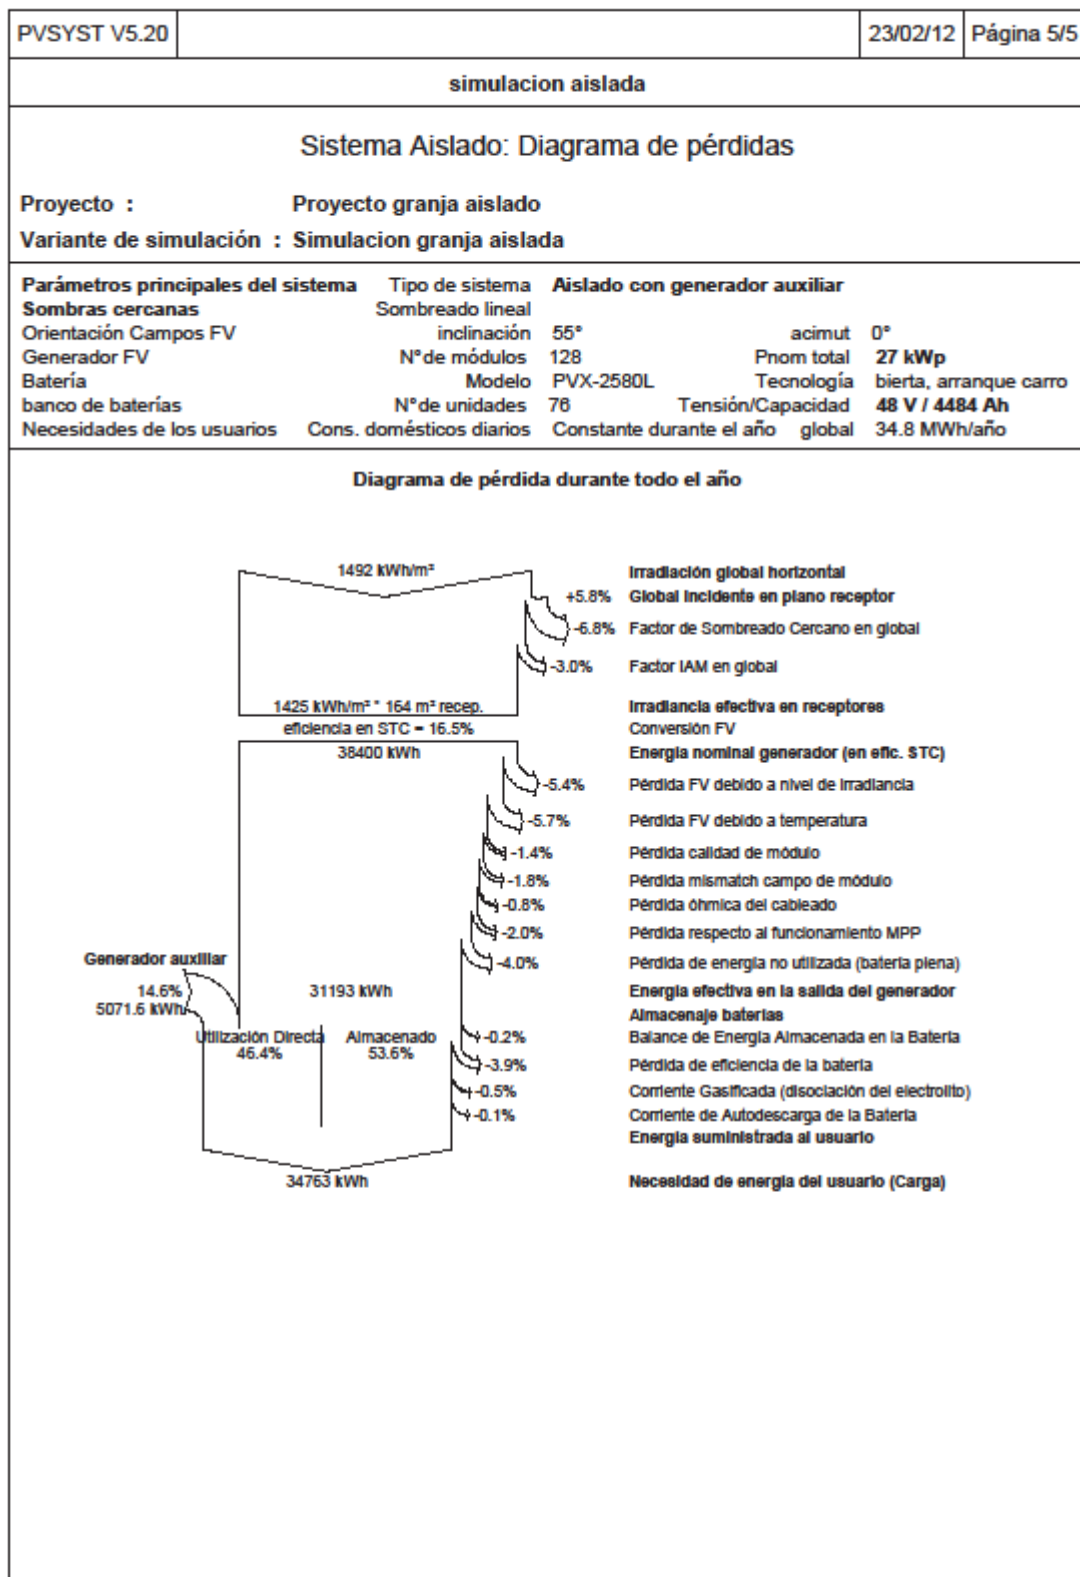 PVSYST V5.20 23/02/12 Página 5/5
simulacion aislada
Sistema Aislado: Diagrama de pérdidas
Proyecto : Proyecto granja aislado
Variante de simulación : Simulacion granja aislada
Parámetros principales del sistema Tipo de sistema Aislado con generador auxiliar
Sombras cercanas Sombreado lineal
Orientación Campos FV inclinación 55° acimut 0°
Generador FV N°de módulos 128 Pnom total 27 kWp
Batería Modelo PVX-2580L Tecnología bierta, arranque carro
banco de baterías N°de unidades 76 Tensión/Capacidad 48 V / 4484 Ah
Necesidades de los usuarios Cons. domésticos diarios Constante durante el año global 34.8 MWh/año
Diagrama de pérdida durante todo el año
1492 kWh/m² Irradiación global horizontal
+5.8% Global incidente en plano receptor
-6.8% Factor de Sombreado Cercano en global
-3.0% Factor IAM en global
1425 kWh/m² * 164 m² recep. Irradiancia efectiva en receptores
eficiencia en STC = 16.5% Conversión FV
38400 kWh Energía nominal generador (en efic. STC)
-5.4% Pérdida FV debido a nivel de irradiancia
-5.7% Pérdida FV debido a temperatura
-1.4% Pérdida calidad de módulo
-1.8% Pérdida mismatch campo de módulo
-0.8% Pérdida óhmica del cableado
-2.0% Pérdida respecto al funcionamiento MPP
Generador auxiliar -4.0% Pérdida de energía no utilizada (batería plena)
14.6% 31193 kWh Energía efectiva en la salida del generador
5071.6 kWh Almacenaje baterías
Utilización Directa Almacenado -0.2% Balance de Energía Almacenada en la Batería
46.4% 53.6%
-3.9% Pérdida de eficiencia de la batería
-0.5% Corriente Gasificada (disociación del electrolito)
-0.1% Corriente de Autodescarga de la Batería
Energía suministrada al usuario
34763 kWh Necesidad de energía del usuario (Carga)